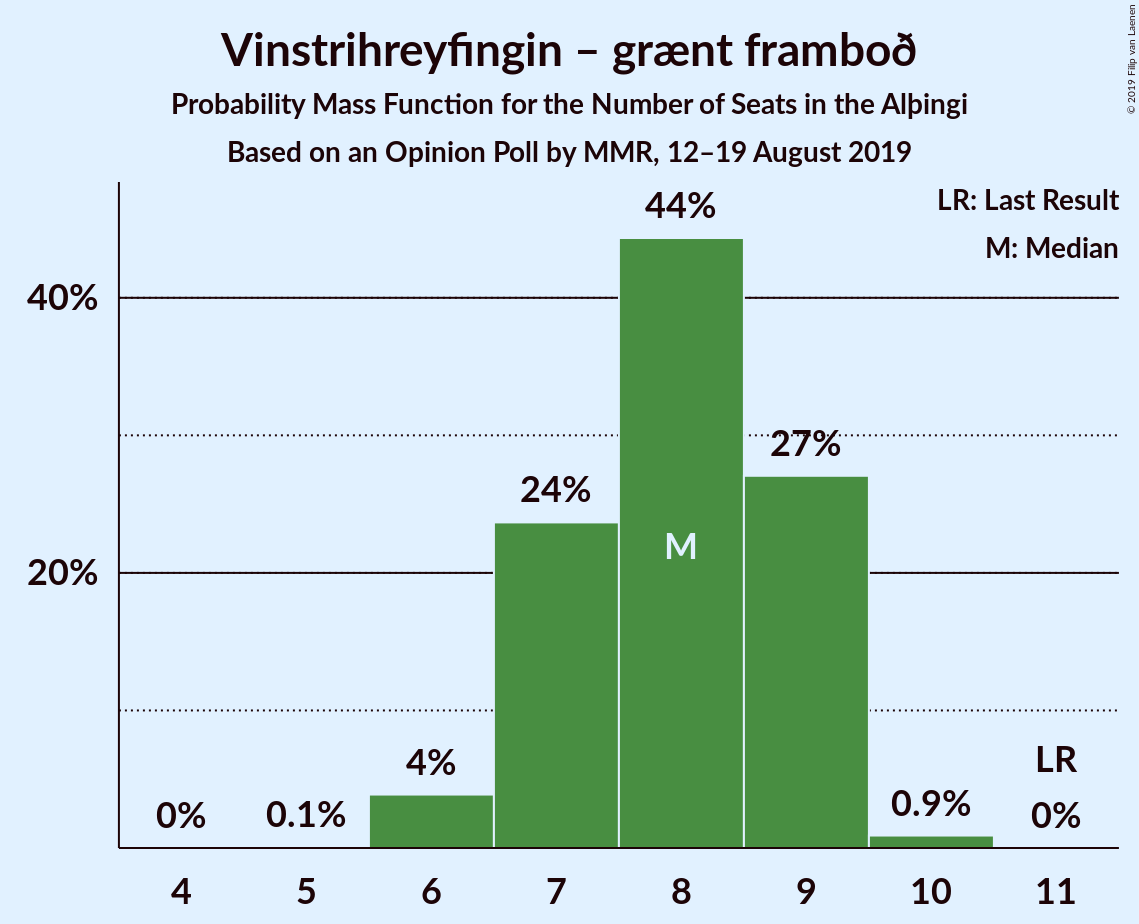 Vinstrihreyfingin – grænt framboð
Probability Mass Function for the Number of Seats in the Alþingi
Based on an Opinion Poll by MMR, 12–19 August 2019
© 2019 Filip van Laenen
LR: Last Result
M: Median
44%
40%
27%
24%
M
20%
LR
4%
0%
0.1%
0.9%
0%
4 5 6 7 8 9 10 11